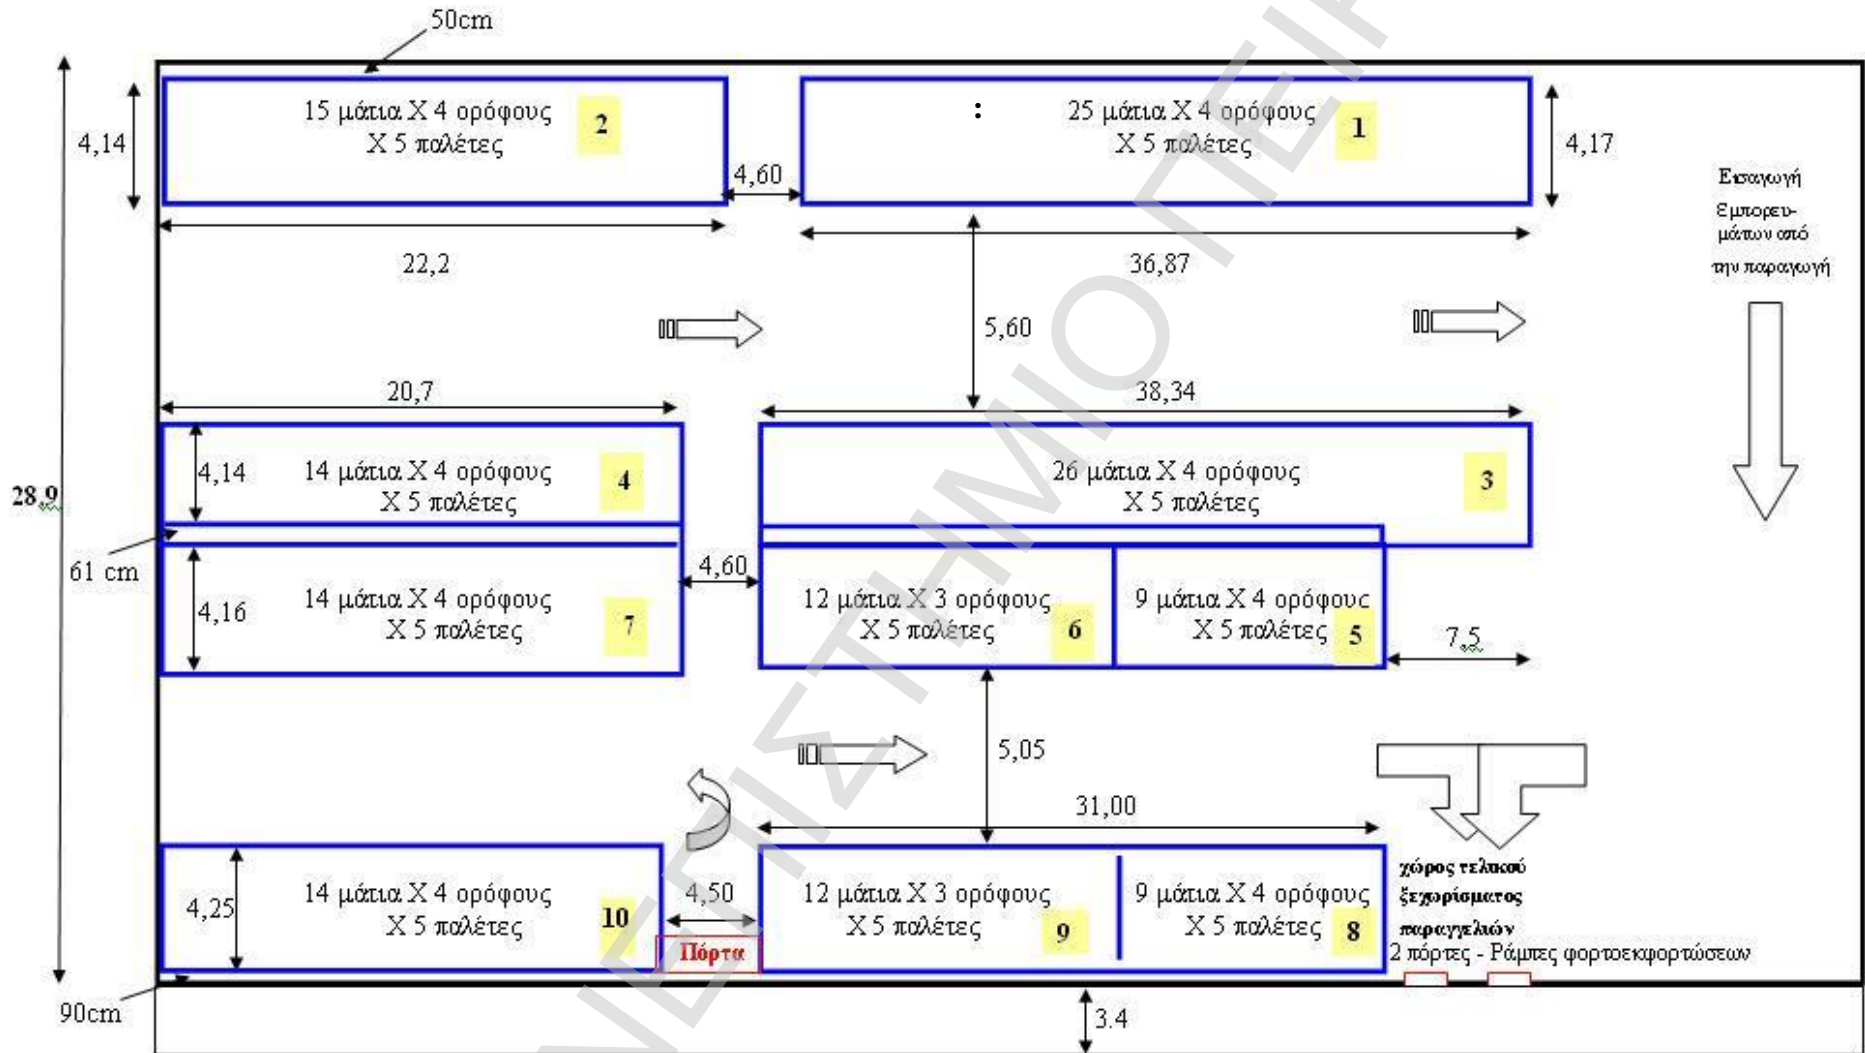 50cm
15 μάτια Χ 4 ορόφους
Χ 5 παλέτες
2
:
25 μάτια Χ 4 ορόφους
Χ 5 παλέτες
1
4,14
4,60
4,17
22,2
36,87
Εισαγωγή
Εμπορευ-
μάτων από
την παραγωγή
5,60
20,7
38,34
4,14
14 μάτια Χ 4 ορόφους
Χ 5 παλέτες
4
26 μάτια Χ 4 ορόφους
Χ 5 παλέτες
3
28,9
61 cm
4,16
14 μάτια Χ 4 ορόφους
Χ 5 παλέτες
7
4,60
12 μάτια Χ 3 ορόφους
Χ 5 παλέτες
6
9 μάτια Χ 4 ορόφους
Χ 5 παλέτες
5
7,5
5,05
31,00
4,25
14 μάτια Χ 4 ορόφους
Χ 5 παλέτες
10
4,50
Πόρτα
12 μάτια Χ 3 ορόφους
Χ 5 παλέτες
9
9 μάτια Χ 4 ορόφους
Χ 5 παλέτες
8
χώρος τελικού
ξεχωρίσματος
παραγγελιών
2 πόρτες - Ράμπες φορτοεκφορτώσεων
90cm
3.4
ΝΕΠΙΣΤΗΜΙΟ ΠΕΙΡ